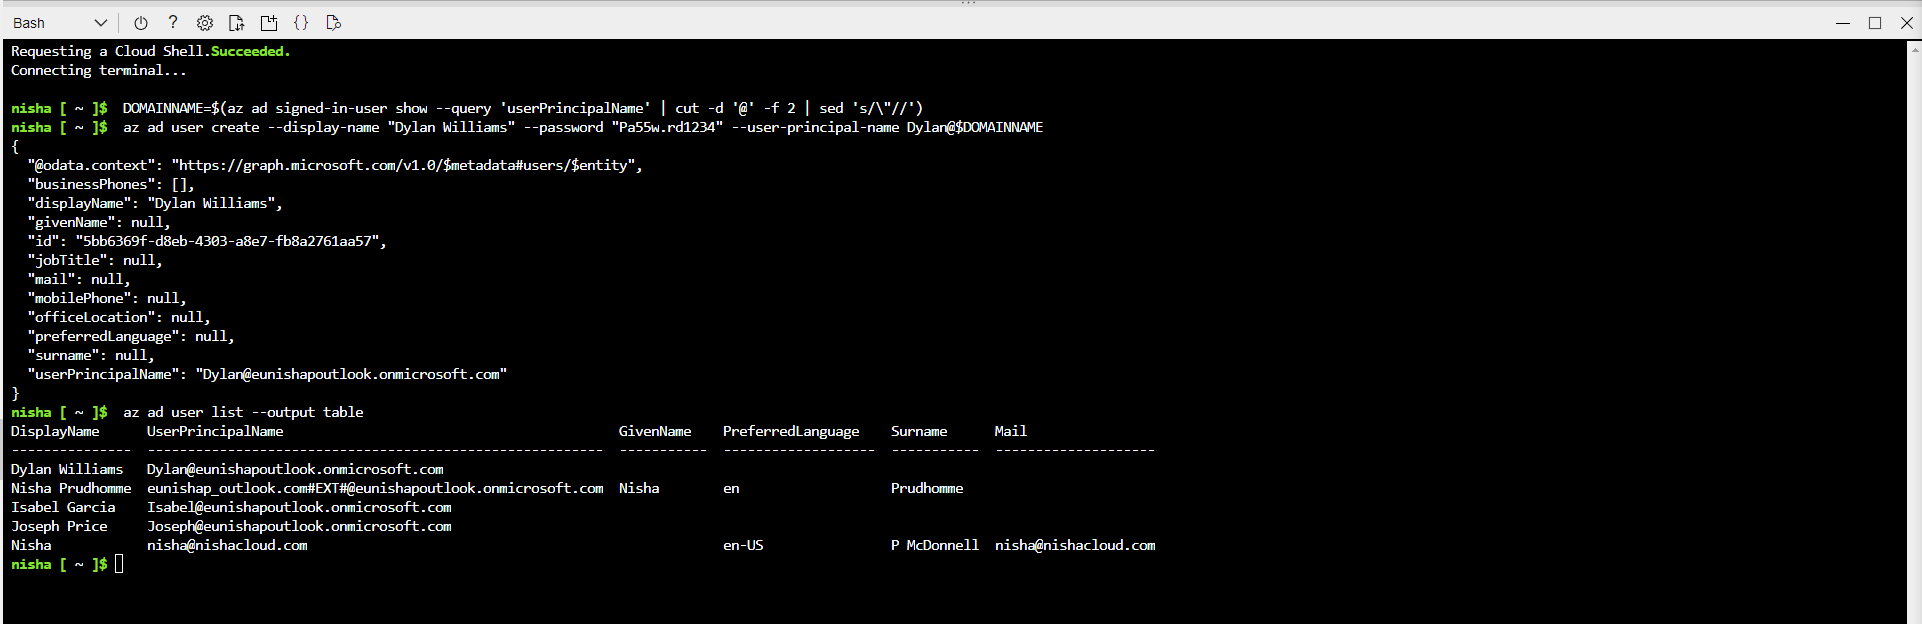 Bash
Requesting a Cloud Shell.Succeeded.
Connecting terminal...
nisha [ ~ ]$  DOMAINNAME=$(az ad signed-in-user show --query 'userPrincipalName' | cut -d '@' -f 2 | sed 's/\"//')
nisha [ ~ ]$  az ad user create --display-name "Dylan Williams" --password "Pa55w.rd1234" --user-principal-name Dylan@$DOMAINNAME
{
  "@odata.context": "https://graph.microsoft.com/v1.0/$metadata#users/$entity",
  "businessPhones": [],
  "displayName": "Dylan Williams",
  "givenName": null,
  "id": "5bb6369f-d8eb-4303-a8e7-fb8a2761aa57",
  "jobTitle": null,
  "mail": null,
  "mobilePhone": null,
  "officeLocation": null,
  "preferredLanguage": null,
  "surname": null,
  "userPrincipalName": "Dylan@eunishapoutlook.onmicrosoft.com"
}
nisha [ ~ ]$  az ad user list --output table
DisplayName      UserPrincipalName                                          GivenName    PreferredLanguage    Surname      Mail
---------------  ---------------------------------------------------------  -----------  -------------------  -----------  --------------------
Dylan Williams   Dylan@eunishapoutlook.onmicrosoft.com
Nisha Prudhomme  eunishap_outlook.com#EXT#@eunishapoutlook.onmicrosoft.com  Nisha        en                   Prudhomme
Isabel Garcia    Isabel@eunishapoutlook.onmicrosoft.com
Joseph Price     Joseph@eunishapoutlook.onmicrosoft.com
Nisha            nisha@nishacloud.com                                                    en-US                P McDonnell  nisha@nishacloud.com
nisha [ ~ ]$